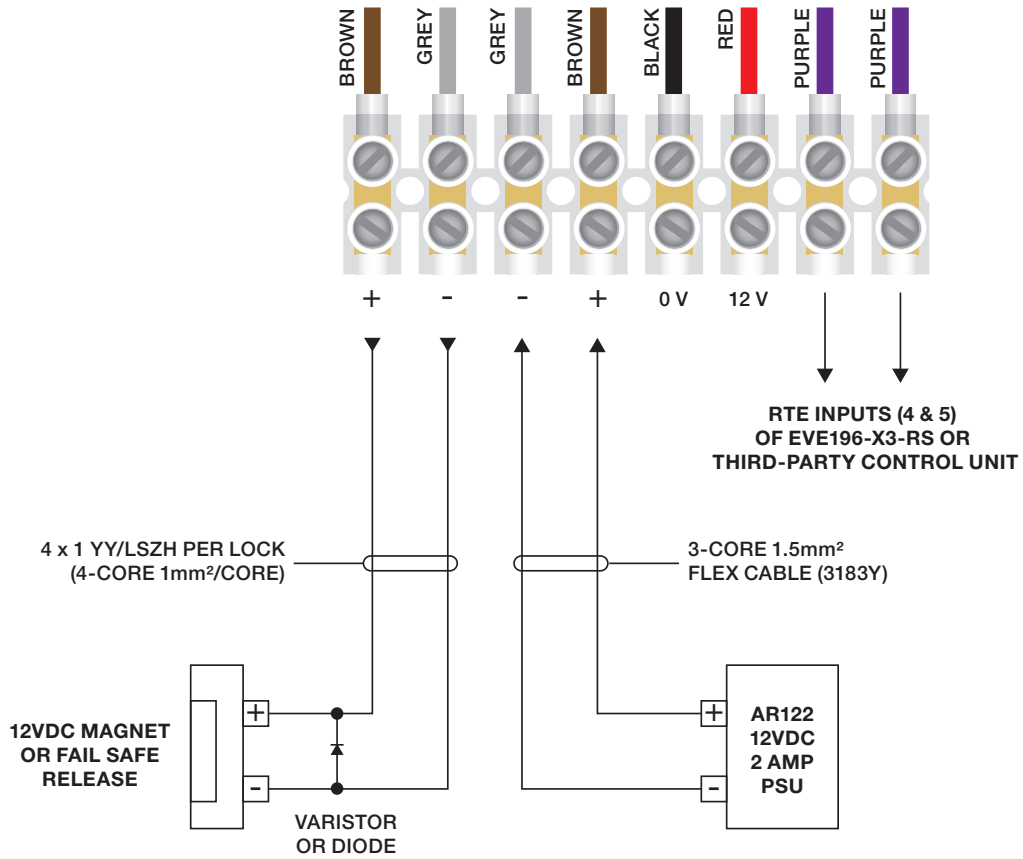 BROWN
GREY
GREY
BROWN
BLACK
RED
PURPLE
PURPLE
+
-
-
+
0 V
12 V
RTE INPUTS (4 & 5)
OF EVE196-X3-RS OR
THIRD-PARTY CONTROL UNIT
4 x 1 YY/LSZH PER LOCK
(4-CORE 1mm²/CORE)
3-CORE 1.5mm²
FLEX CABLE (3183Y)
12VDC MAGNET
OR FAIL SAFE
RELEASE
+
-
VARISTOR
OR DIODE
+
-
AR122
12VDC
2 AMP
PSU